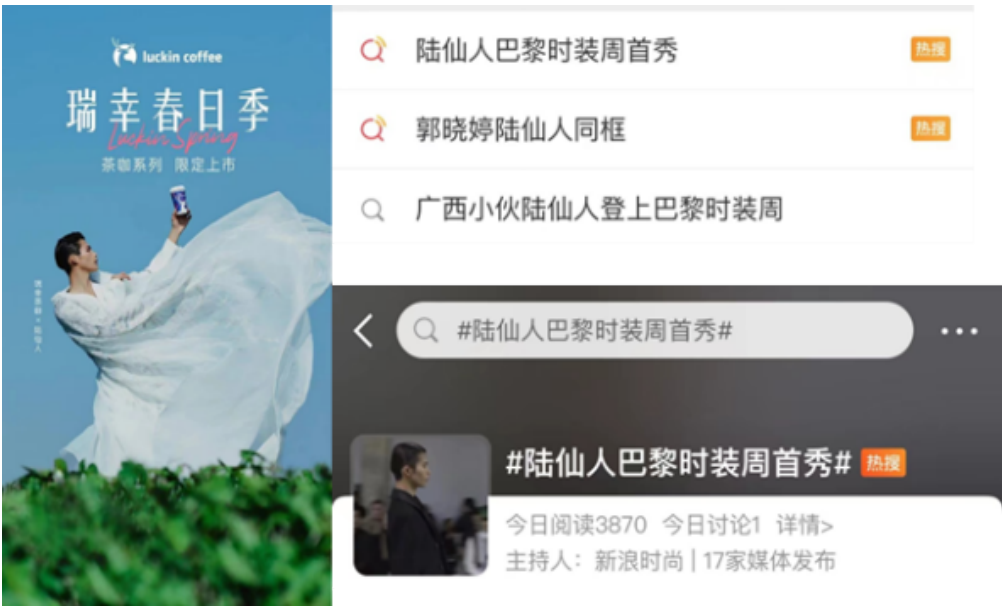 luckin coffee
瑞幸春日季
Luckin Spring
茶咖系列 限定上市
陆仙人巴黎时装周首秀 热搜
郭晓婷陆仙人同框 热搜
广西小伙陆仙人登上巴黎时装周
#陆仙人巴黎时装周首秀#
#陆仙人巴黎时装周首秀# 热搜
今日阅读3870 今日讨论1 详情>
主持人：新浪时尚 | 17家媒体发布